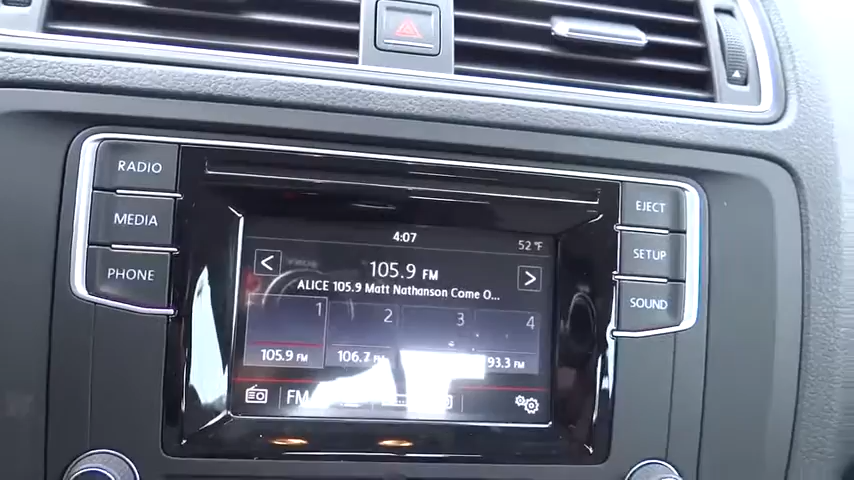 RADIO
MEDIA
PHONE
EJECT
SETUP
SOUND
4:07
52°F
< 105.9 FM >
ALICE 105.9 Matt Nathanson Come O...
1 2 3 4
105.9 FM 106.7 FM 93.3 FM
FM